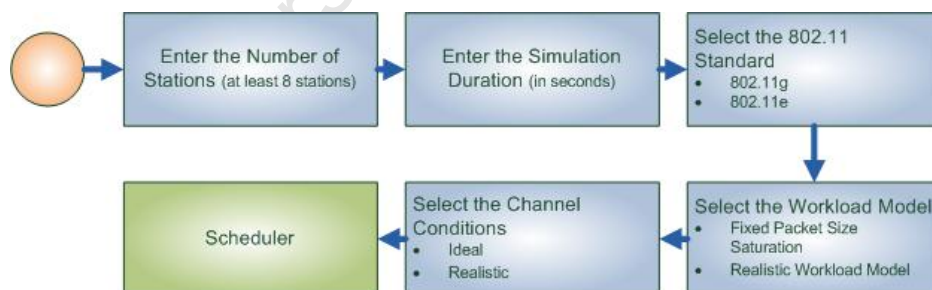 Enter the Number of
Stations (at least 8 stations)
Enter the Simulation
Duration (in seconds)
Select the 802.11
Standard
• 802.11g
• 802.11e
Select the Workload Model
• Fixed Packet Size
Saturation
• Realistic Workload Model
Select the Channel
Conditions
• Ideal
• Realistic
Scheduler